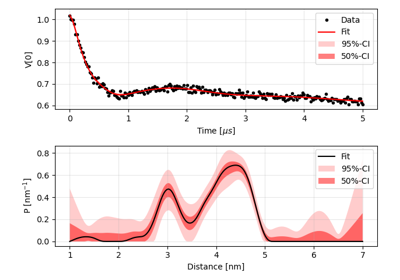 1.0
0.9
0.8
0.7
0.6
V[0]
Data
Fit
95%-CI
50%-CI
0 1 2 3 4 5
Time [μs]
0.8
0.6
0.4
0.2
0.0
P [nm⁻¹]
Fit
95%-CI
50%-CI
1 2 3 4 5 6 7
Distance [nm]